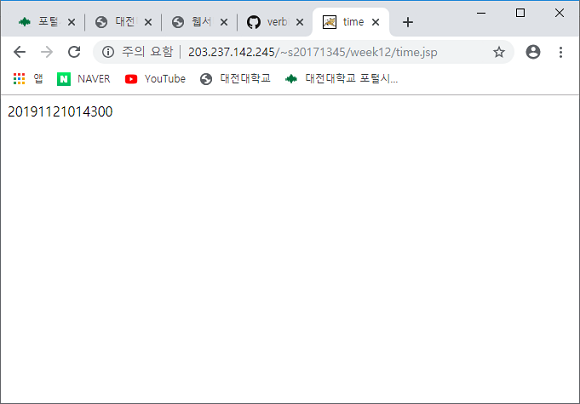 포털
대전
웹서
verb
time
주의 요함 203.237.142.245/~s20171345/week12/time.jsp
앱 NAVER YouTube 대전대학교 대전대학교 포털시...
20191121014300